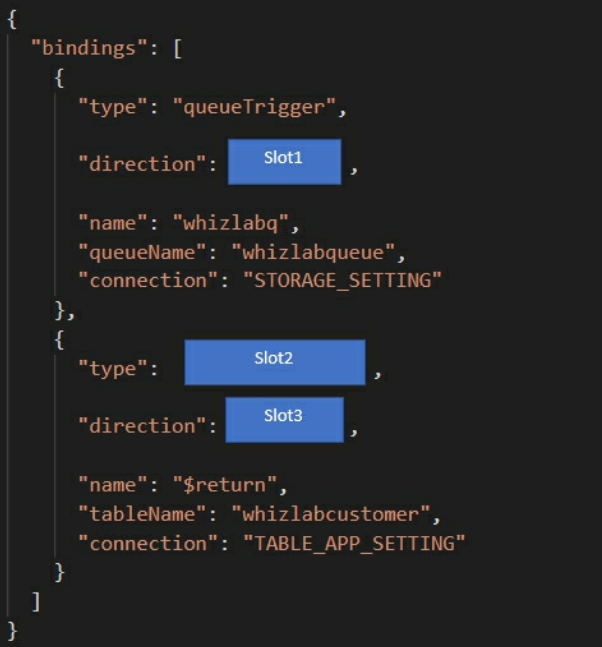 {
"bindings": [
{
"type": "queueTrigger",
"direction": Slot1 ,
"name": "whizlabq",
"queueName": "whizlabqueue",
"connection": "STORAGE_SETTING"
},
{
"type": Slot2 ,
"direction": Slot3 ,
"name": "$return",
"tableName": "whizlabcustomer",
"connection": "TABLE_APP_SETTING"
}
]
}